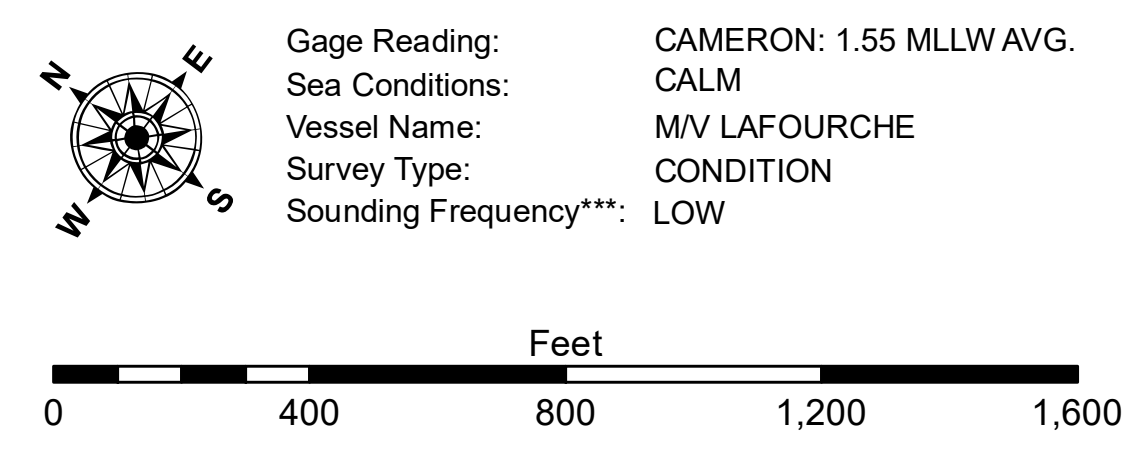 N
E
W
S
Gage Reading: CAMERON: 1.55 MLLW AVG.
Sea Conditions: CALM
Vessel Name: M/V LAFOURCHE
Survey Type: CONDITION
Sounding Frequency***: LOW
Feet
0 400 800 1,200 1,600